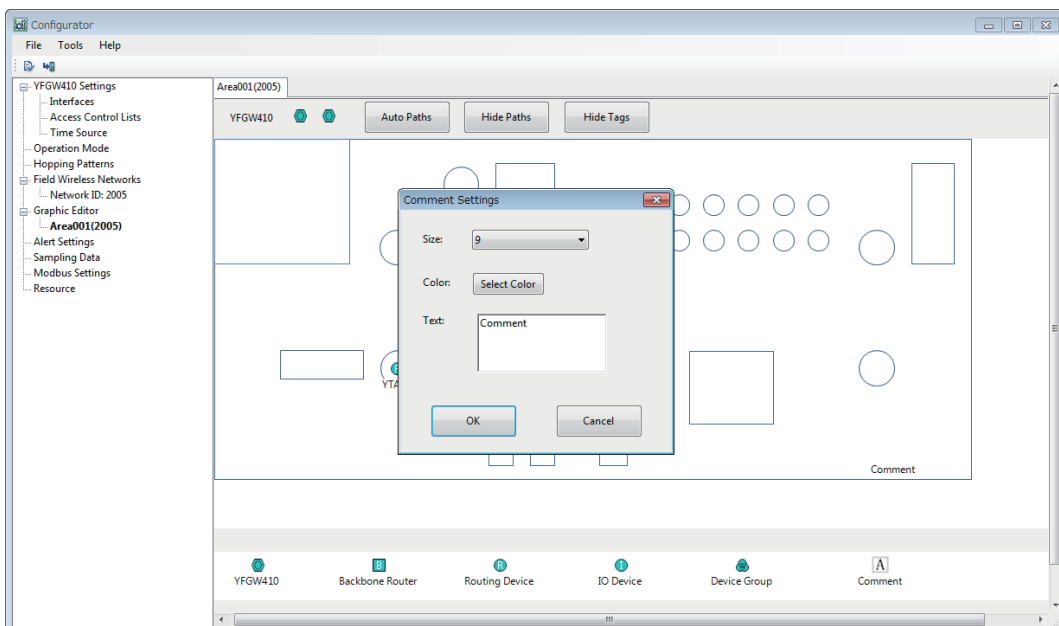 Configurator
File Tools Help
YFGW410 Settings
Interfaces
Access Control Lists
Time Source
Operation Mode
Hopping Patterns
Field Wireless Networks
Network ID: 2005
Graphic Editor
Area001(2005)
Alert Settings
Sampling Data
Modbus Settings
Resource
Area001(2005)
YFGW410 Auto Paths Hide Paths Hide Tags
Comment Settings
Size: 9
Color: Select Color
Text: Comment
OK Cancel
R
YTA
Comment
B R I A
YFGW410 Backbone Router Routing Device IO Device Device Group Comment